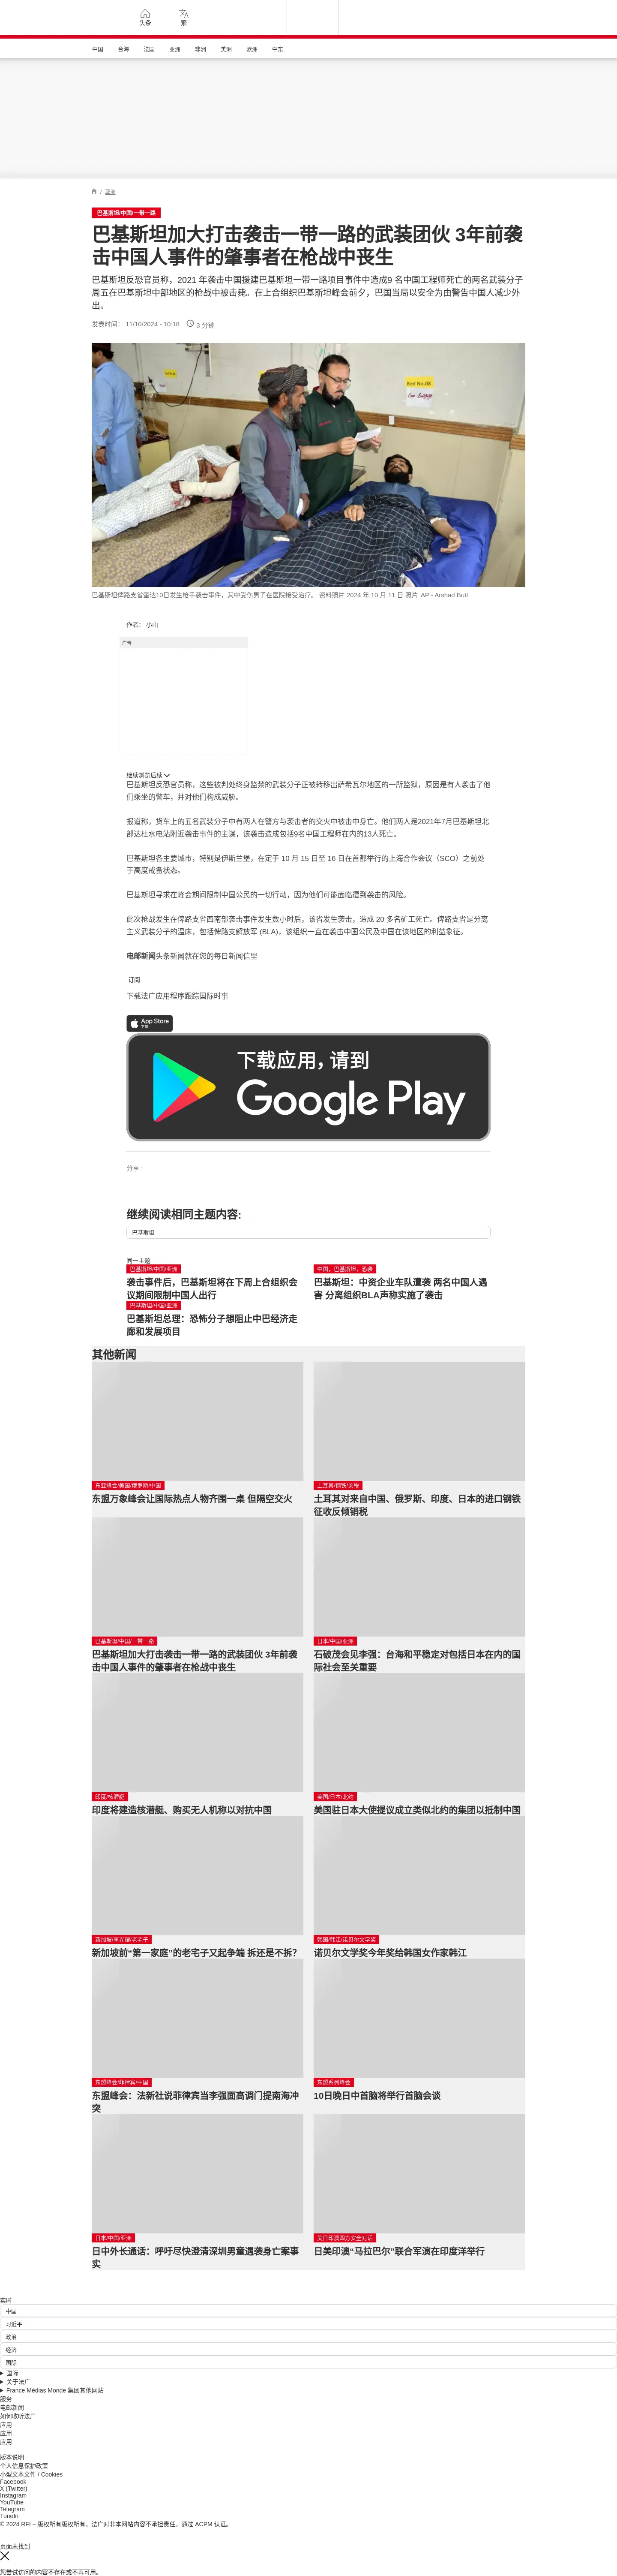 头条
繁
中国 台海 法国 亚洲 非洲 美洲 欧洲 中东
/ 亚洲
巴基斯坦/中国/一带一路
巴基斯坦加大打击袭击一带一路的武装团伙 3年前袭
击中国人事件的肇事者在枪战中丧生
巴基斯坦反恐官员称，2021 年袭击中国援建巴基斯坦一带一路项目事件中造成9 名中国工程师死亡的两名武装分子
周五在巴基斯坦中部地区的枪战中被击毙。在上合组织巴基斯坦峰会前夕，巴国当局以安全为由警告中国人减少外
出。
发表时间： 11/10/2024 - 10:18 3 分钟
Bed No.08
巴基斯坦俾路支省奎达10日发生枪手袭击事件，其中受伤男子在医院接受治疗。 资料照片 2024 年 10 月 11 日 照片 AP - Arshad Butt
作者： 小山
广告
继续浏览后续
巴基斯坦反恐官员称，这些被判处终身监禁的武装分子正被转移出萨希瓦尔地区的一所监狱，原因是有人袭击了他
们乘坐的警车，并对他们构成威胁。
报道称，货车上的五名武装分子中有两人在警方与袭击者的交火中被击中身亡。他们两人是2021年7月巴基斯坦北
部达杜水电站附近袭击事件的主谋，该袭击造成包括9名中国工程师在内的13人死亡。
巴基斯坦各主要城市，特别是伊斯兰堡，在定于 10 月 15 日至 16 日在首都举行的上海合作会议（SCO）之前处
于高度戒备状态。
巴基斯坦寻求在峰会期间限制中国公民的一切行动，因为他们可能面临遭到袭击的风险。
此次枪战发生在俾路支省西南部袭击事件发生数小时后，该省发生袭击，造成 20 多名矿工死亡。俾路支省是分离
主义武装分子的温床，包括俾路支解放军 (BLA)，该组织一直在袭击中国公民及中国在该地区的利益象征。
电邮新闻头条新闻就在您的每日新闻信里
订阅
下载法广应用程序跟踪国际时事
App Store
下载
下载应用，请到
Google Play
分享 :
继续阅读相同主题内容:
巴基斯坦
同一主题
巴基斯坦/中国/亚洲
袭击事件后，巴基斯坦将在下周上合组织会
议期间限制中国人出行
中国，巴基斯坦，恐袭
巴基斯坦：中资企业车队遭袭 两名中国人遇
害 分离组织BLA声称实施了袭击
巴基斯坦/中国/亚洲
巴基斯坦总理：恐怖分子想阻止中巴经济走
廊和发展项目
其他新闻
东亚峰会/美国/俄罗斯/中国
东盟万象峰会让国际热点人物齐围一桌 但隔空交火
土耳其/钢铁/关税
土耳其对来自中国、俄罗斯、印度、日本的进口钢铁
征收反倾销税
巴基斯坦/中国/一带一路
巴基斯坦加大打击袭击一带一路的武装团伙 3年前袭
击中国人事件的肇事者在枪战中丧生
日本/中国/亚洲
石破茂会见李强：台海和平稳定对包括日本在内的国
际社会至关重要
印度/核潜艇
印度将建造核潜艇、购买无人机称以对抗中国
美国/日本/北约
美国驻日本大使提议成立类似北约的集团以抵制中国
新加坡/李光耀/老宅子
新加坡前“第一家庭”的老宅子又起争端 拆还是不拆?
韩国/韩江/诺贝尔文学奖
诺贝尔文学奖今年奖给韩国女作家韩江
东盟峰会/菲律宾/中国
东盟峰会：法新社说菲律宾当李强面高调门提南海冲
突
东盟系列峰会
10日晚日中首脑将举行首脑会谈
日本/中国/亚洲
日中外长通话：呼吁尽快澄清深圳男童遇袭身亡案事
实
美日印澳四方安全对话
日美印澳“马拉巴尔”联合军演在印度洋举行
实时
中国
习近平
政治
经济
国际
国际
关于法广
France Médias Monde 集团其他网站
服务
电邮新闻
如何收听法广
应用
应用
应用
版本说明
个人信息保护政策
小型文本文件 / Cookies
Facebook
X (Twitter)
Instagram
YouTube
Telegram
TuneIn
© 2024 RFI – 版权所有版权所有。法广对非本网站内容不承担责任。通过 ACPM 认证。
页面未找到
您尝试访问的内容不存在或不再可用。